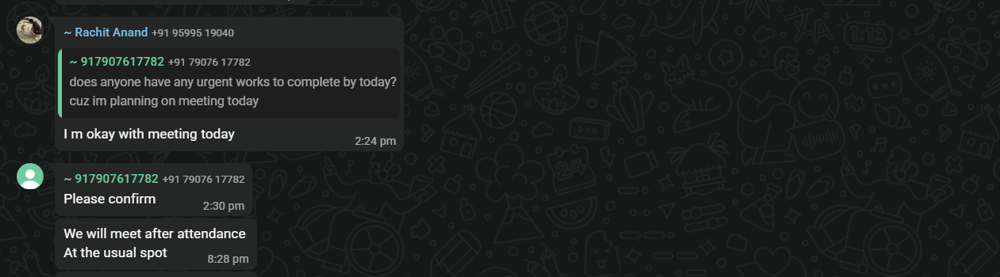 ~ Rachit Anand +91 95995 19040
~ 917907617782 +91 79076 17782
does anyone have any urgent works to complete by today?
cuz im planning on meeting today
I m okay with meeting today
2:24 pm
~ 917907617782 +91 79076 17782
Please confirm
2:30 pm
We will meet after attendance
At the usual spot
8:28 pm